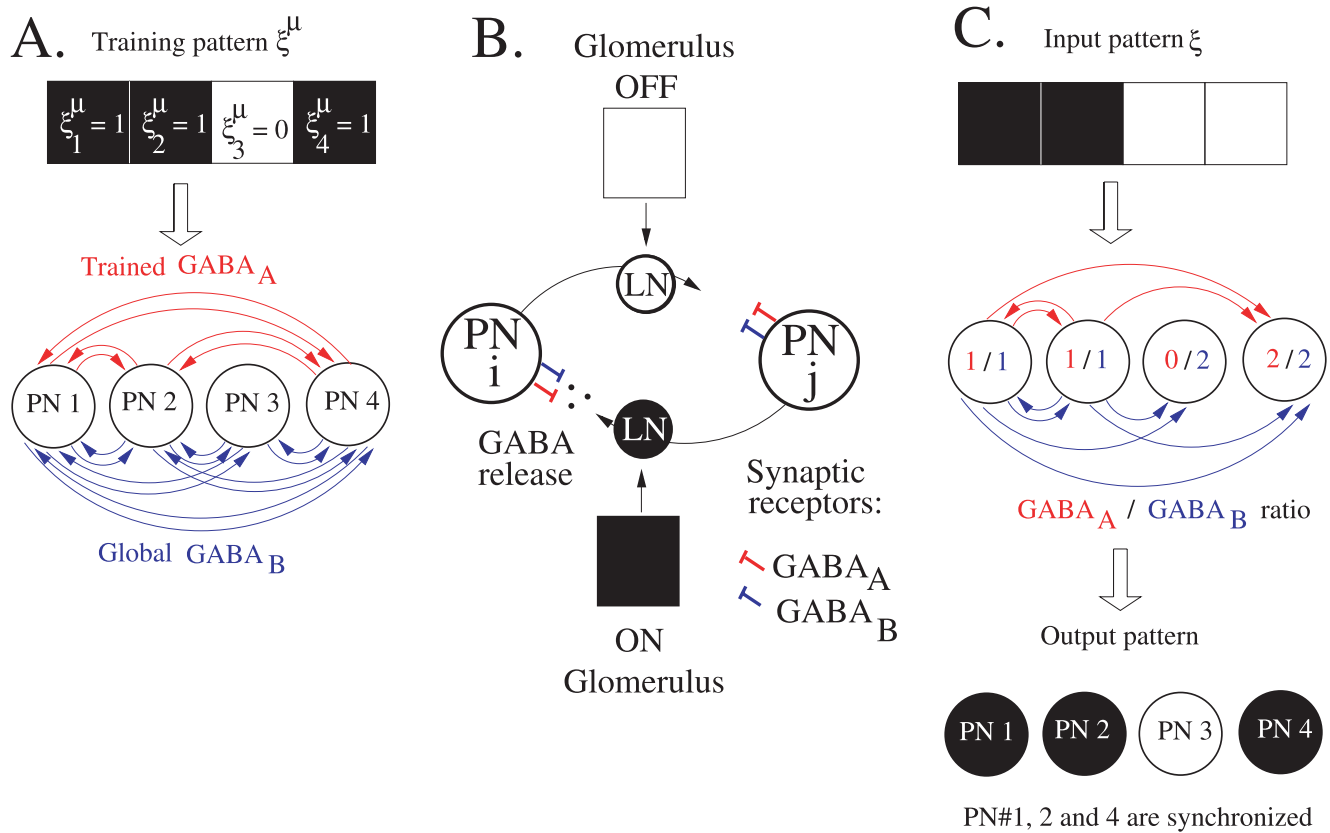 A.
Training pattern ξ^μ
ξ^μ_1 = 1
ξ^μ_2 = 1
ξ^μ_3 = 0
ξ^μ_4 = 1
Trained GABA_A
PN 1
PN 2
PN 3
PN 4
Global GABA_B
B.
Glomerulus
OFF
LN
PN
i
PN
j
LN
GABA
release
Synaptic
receptors:
GABA_A
GABA_B
ON
Glomerulus
C.
Input pattern ξ
1/1
1/1
0/2
2/2
GABA_A / GABA_B ratio
Output pattern
PN 1
PN 2
PN 3
PN 4
PN#1, 2 and 4 are synchronized